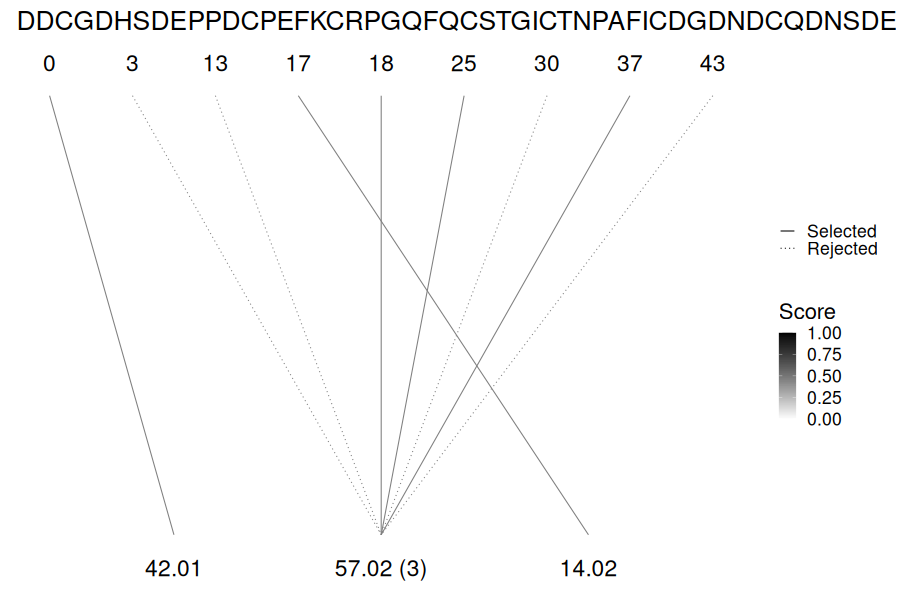 DDCGDHSDEPPDCPEFKCRPGQFQCSTGICTNPAFICDGDNDCQDNSDE
0 3 13 17 18 25 30 37 43
Selected
Rejected
Score
1.00
0.75
0.50
0.25
0.00
42.01 57.02 (3) 14.02